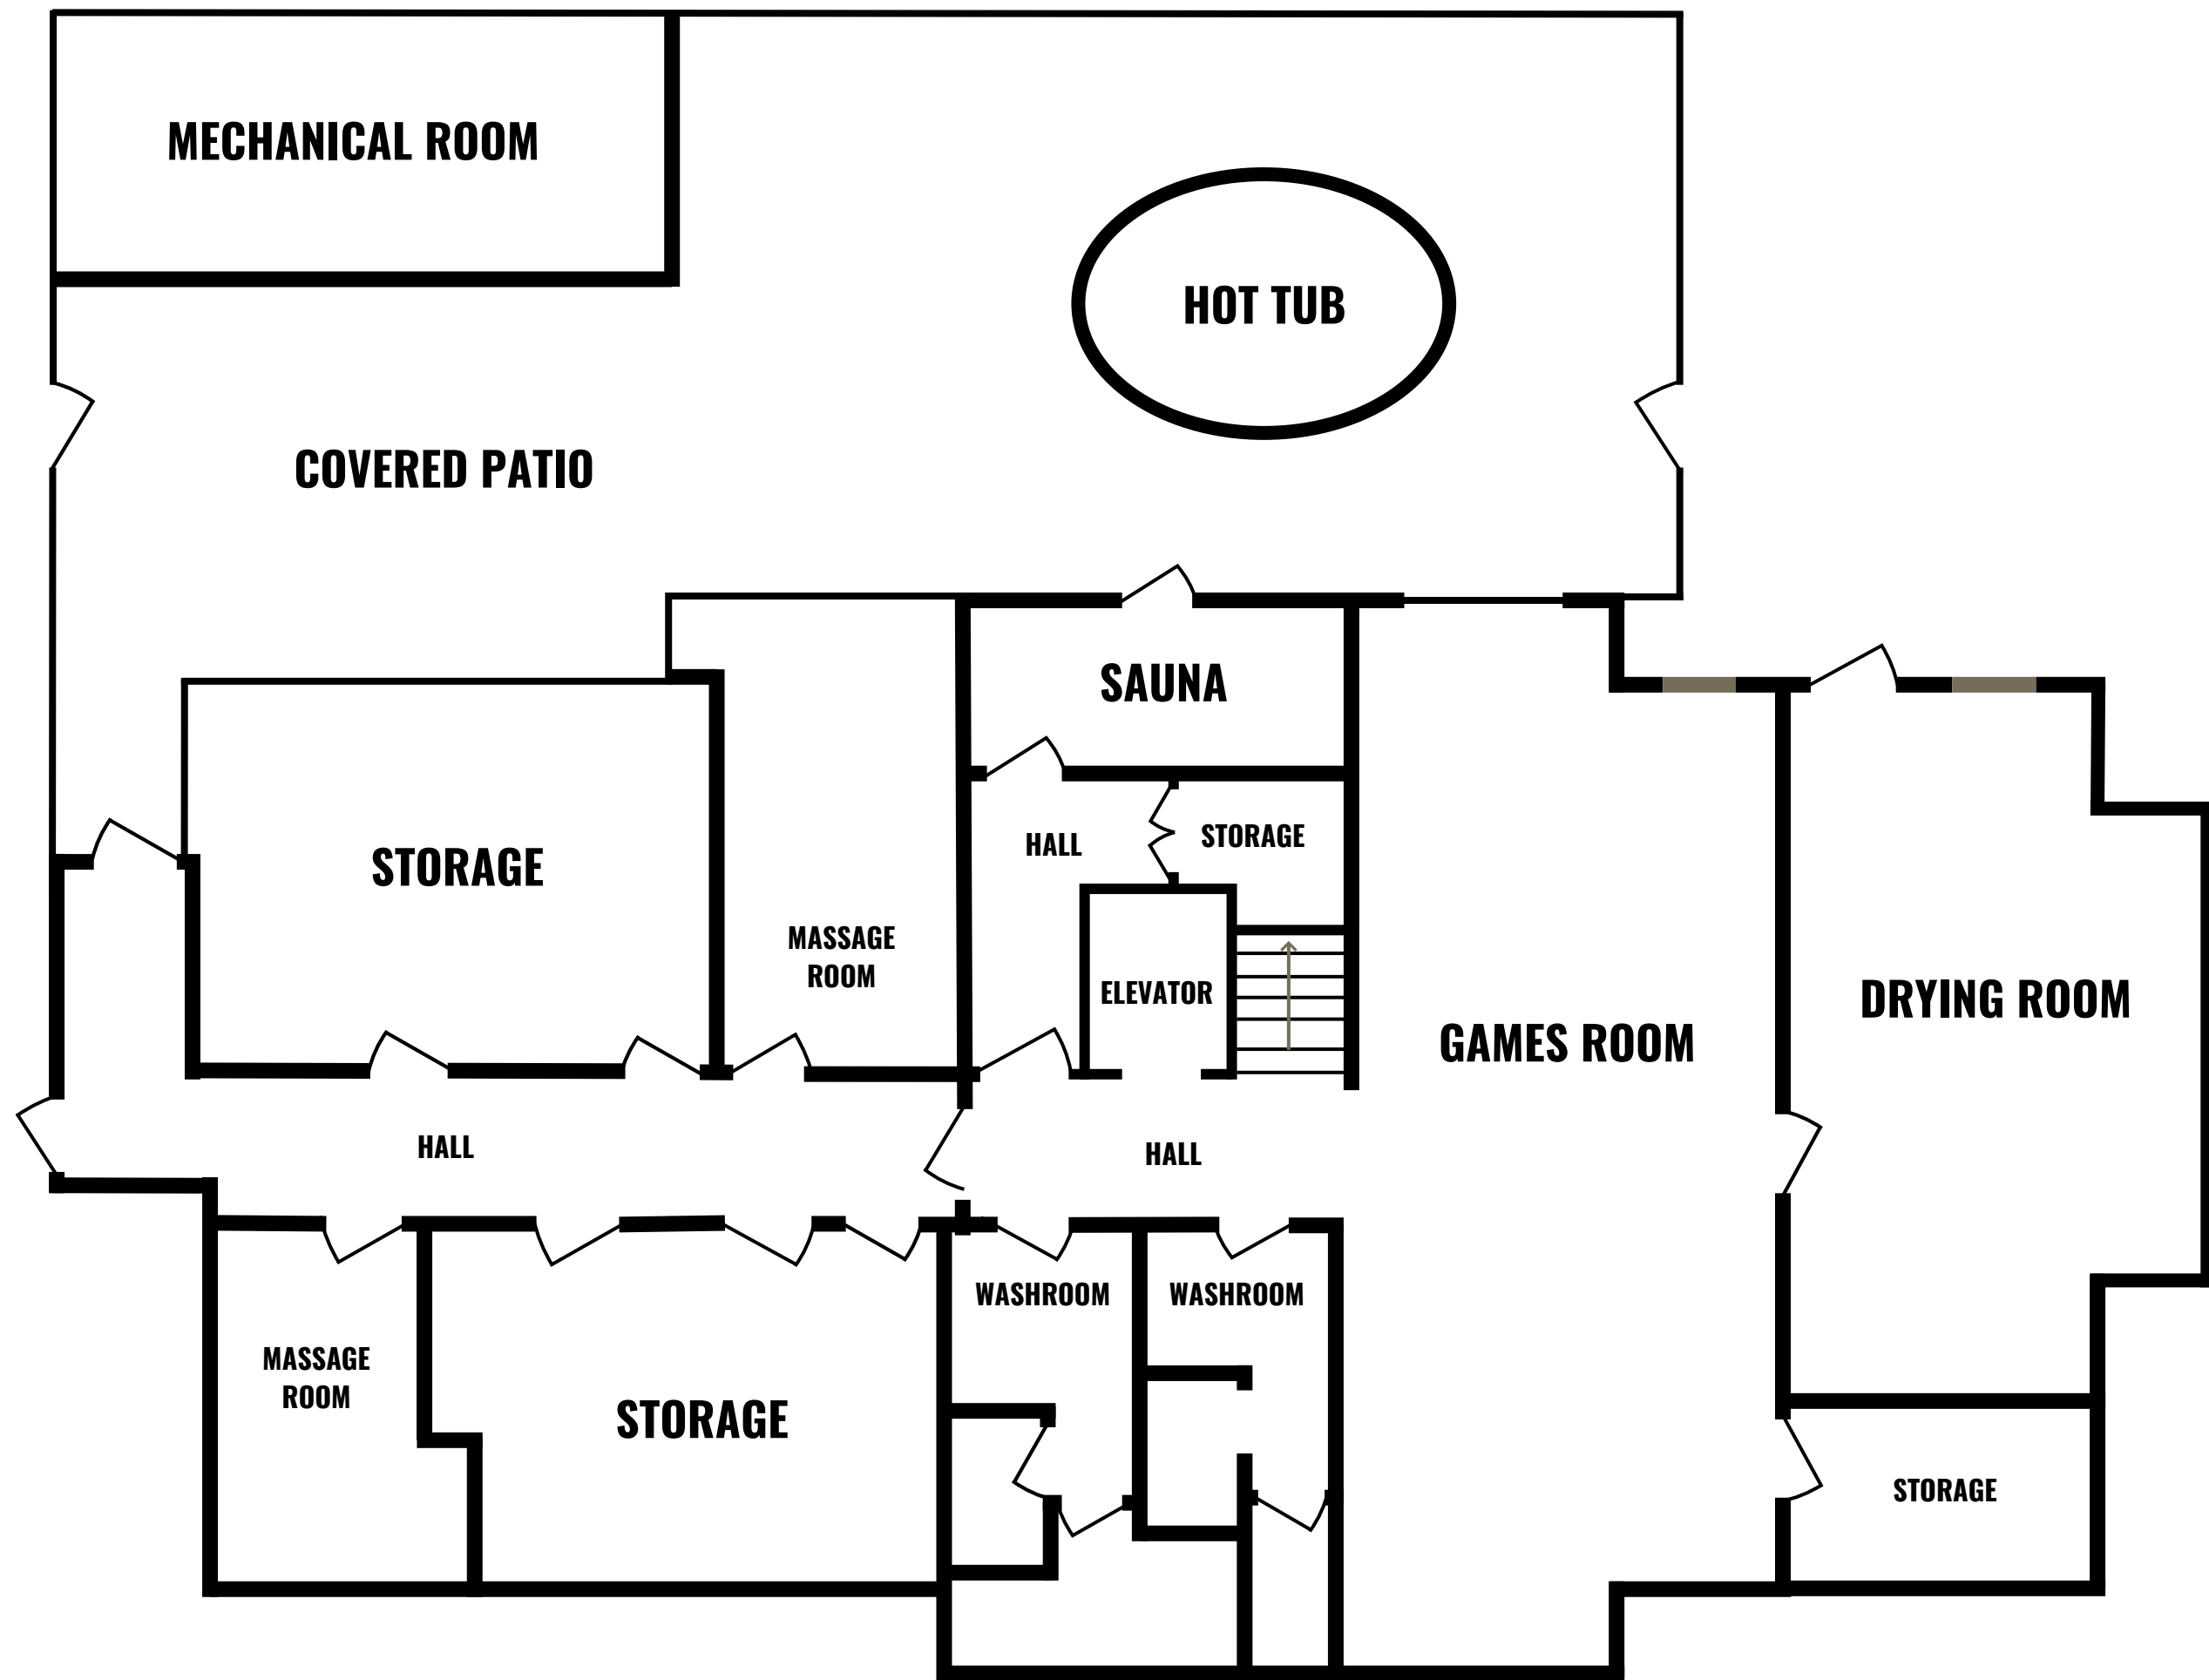 MECHANICAL ROOM
HOT TUB
COVERED PATIO
SAUNA
STORAGE
HALL
STORAGE
MASSAGE
ROOM
ELEVATOR
GAMES ROOM
DRYING ROOM
HALL
HALL
WASHROOM
WASHROOM
MASSAGE
ROOM
STORAGE
STORAGE